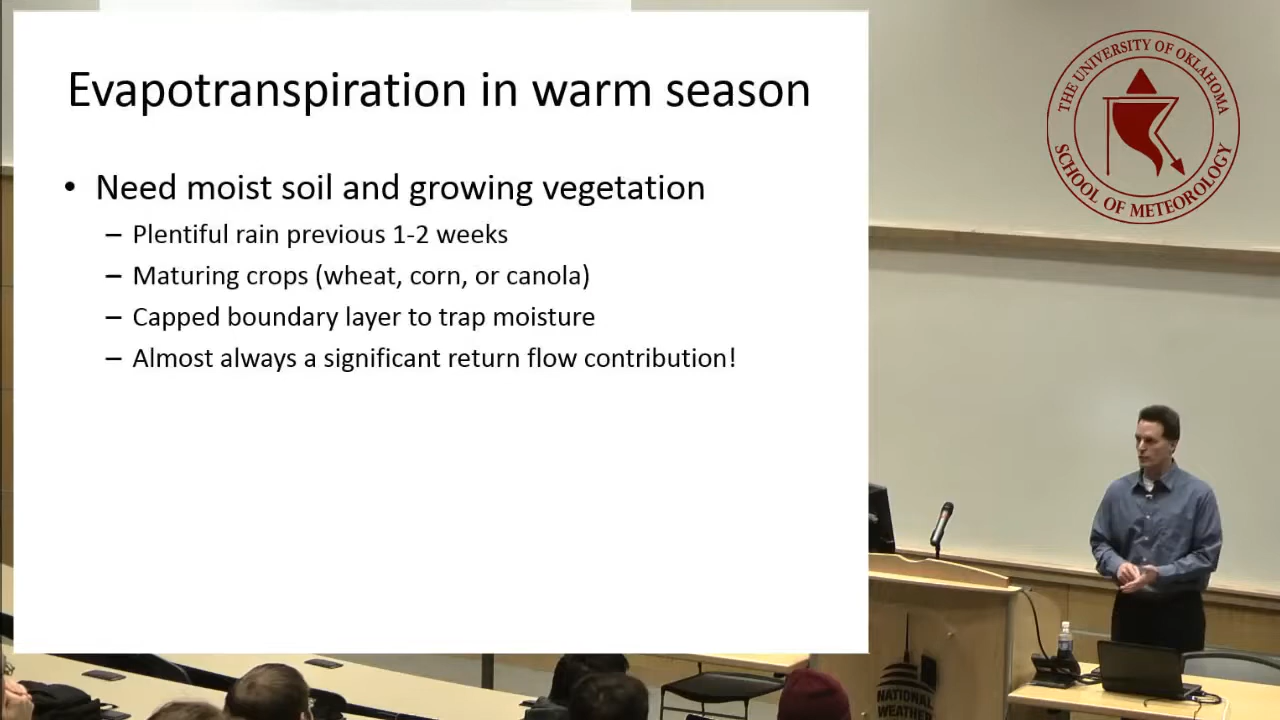 Evapotranspiration in warm season
• Need moist soil and growing vegetation
– Plentiful rain previous 1-2 weeks
– Maturing crops (wheat, corn, or canola)
– Capped boundary layer to trap moisture
– Almost always a significant return flow contribution!
THE UNIVERSITY OF OKLAHOMA
SCHOOL OF METEOROLOGY
NATIONAL
WEATHER